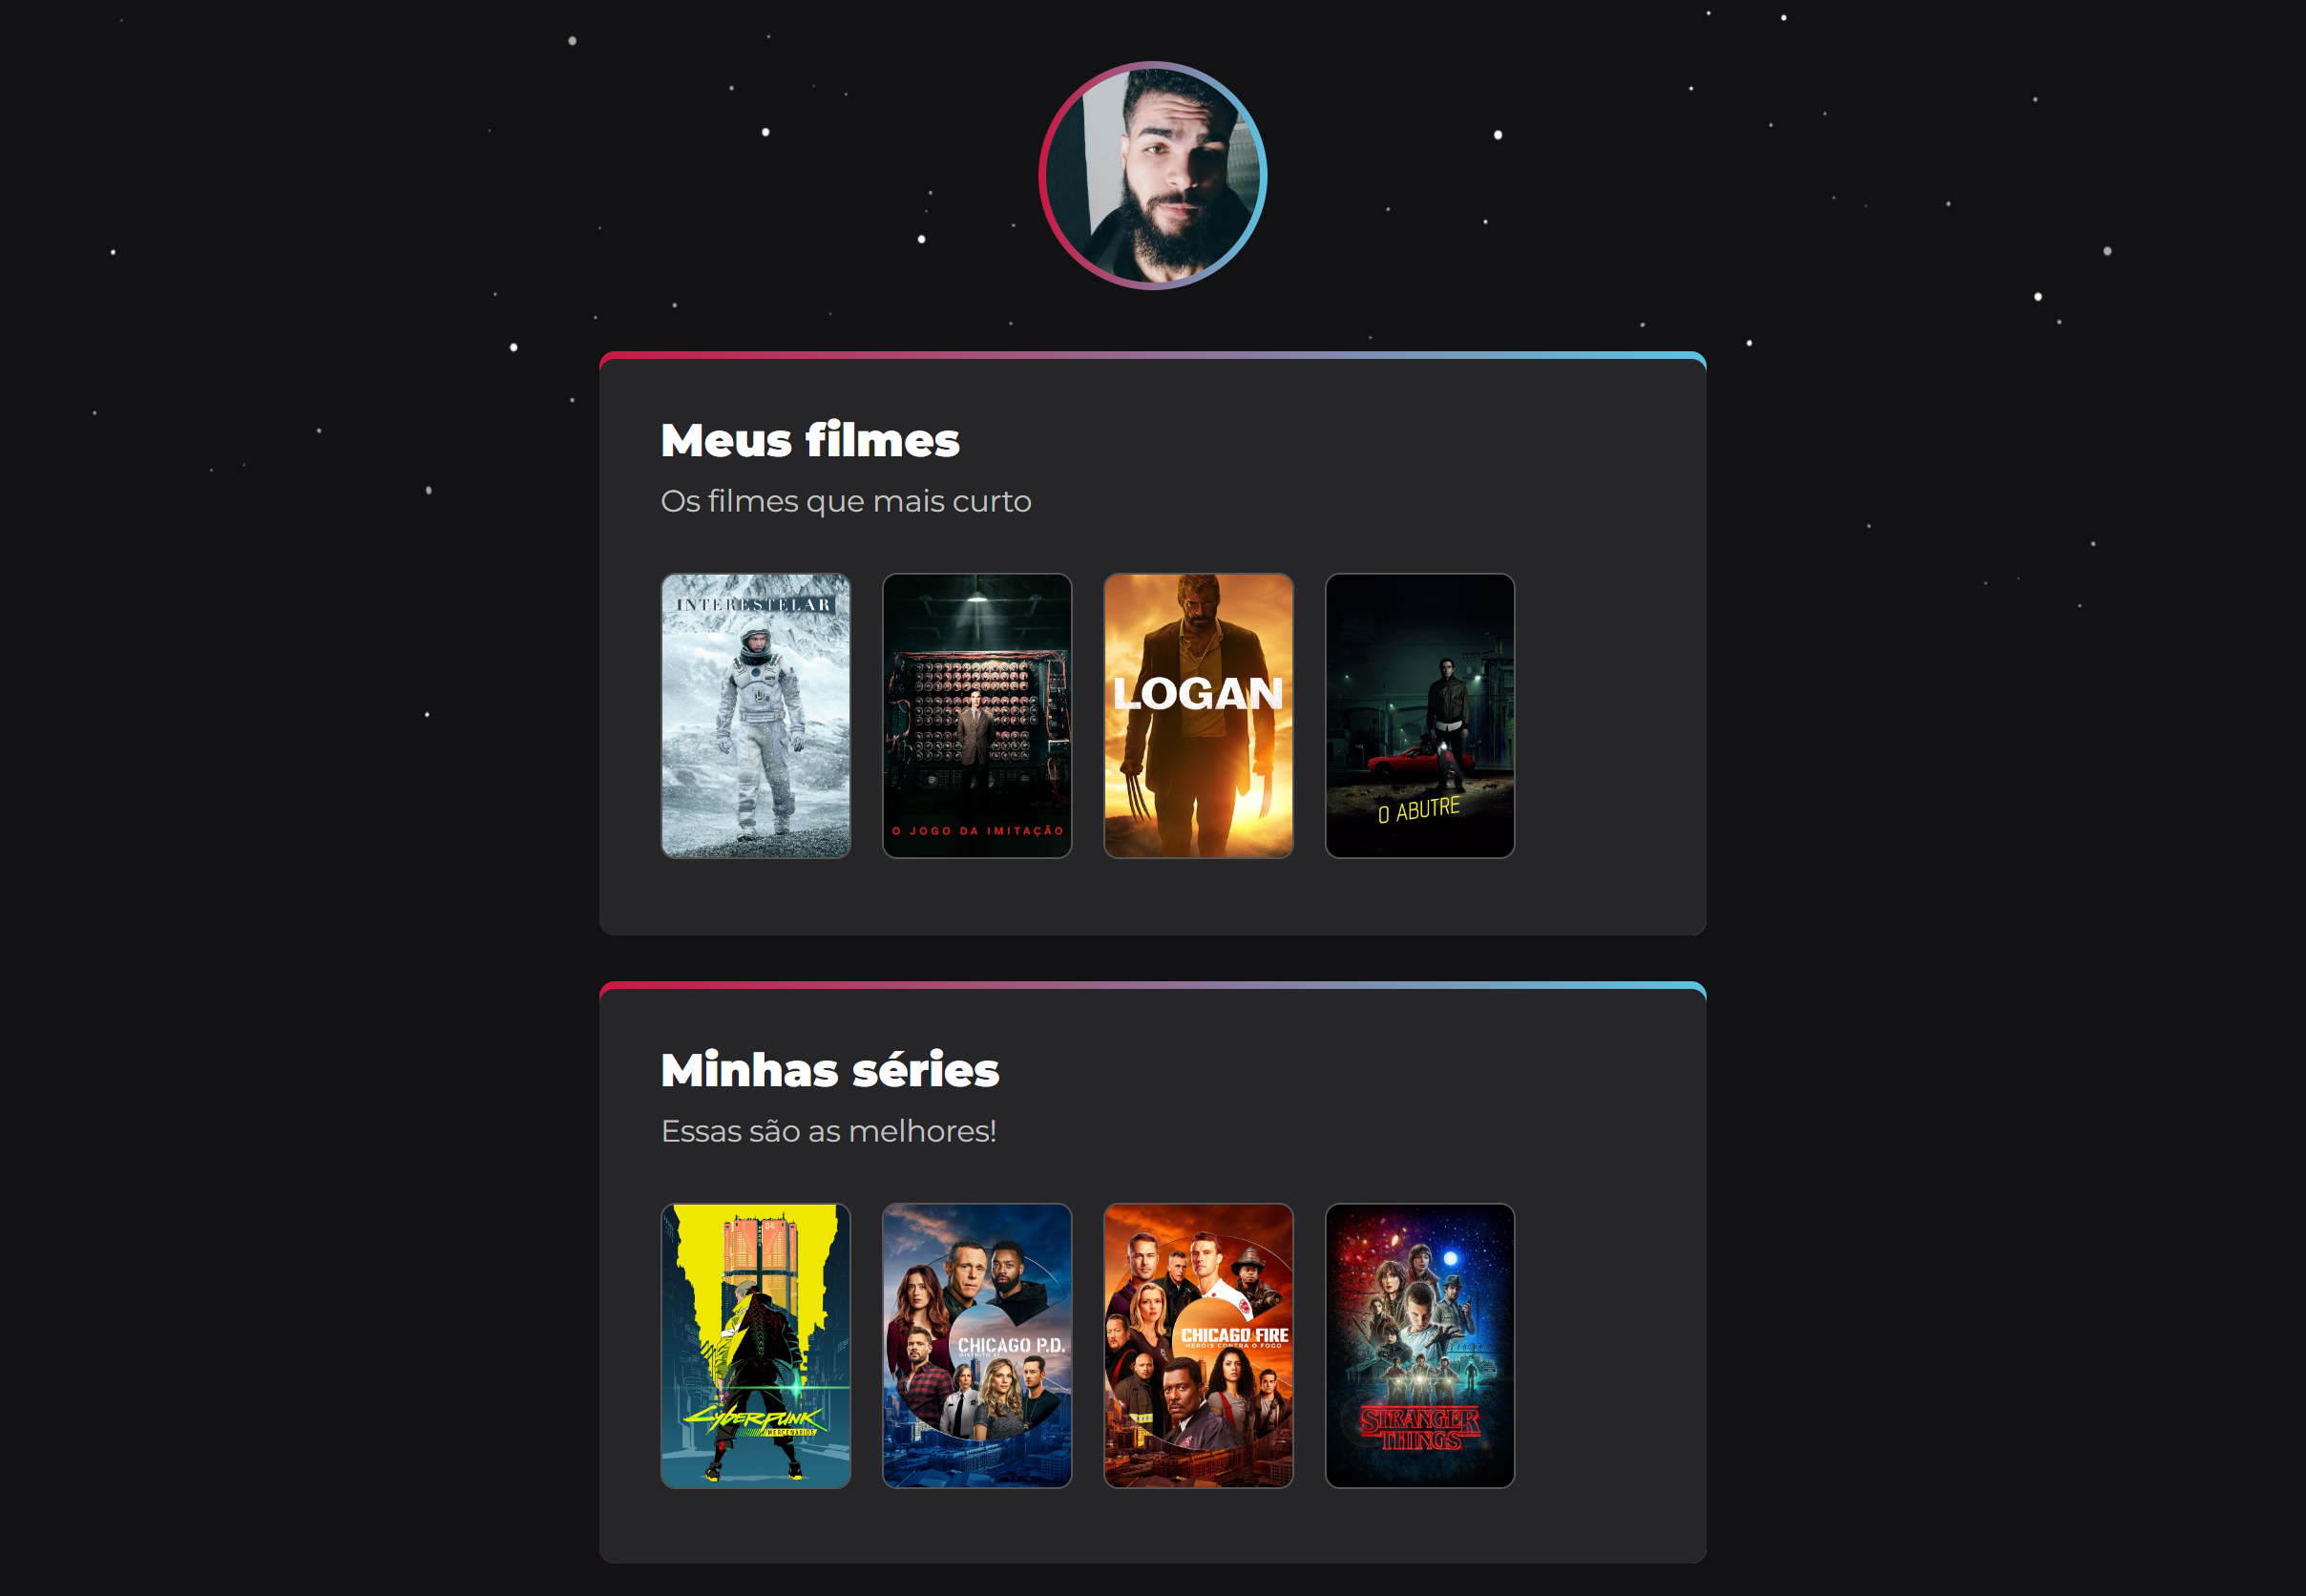 Meus filmes
Os filmes que mais curto
INTERESTELAR
O JOGO DA IMITAÇÃO
LOGAN
O ABUTRE
Minhas séries
Essas são as melhores!
04
CYBERPUNK
MERCENÁRIOS
CHICAGO P.D.
DISTRITO 21
CHICAGO FIRE
HERÓIS CONTRA O FOGO
STRANGER
THINGS